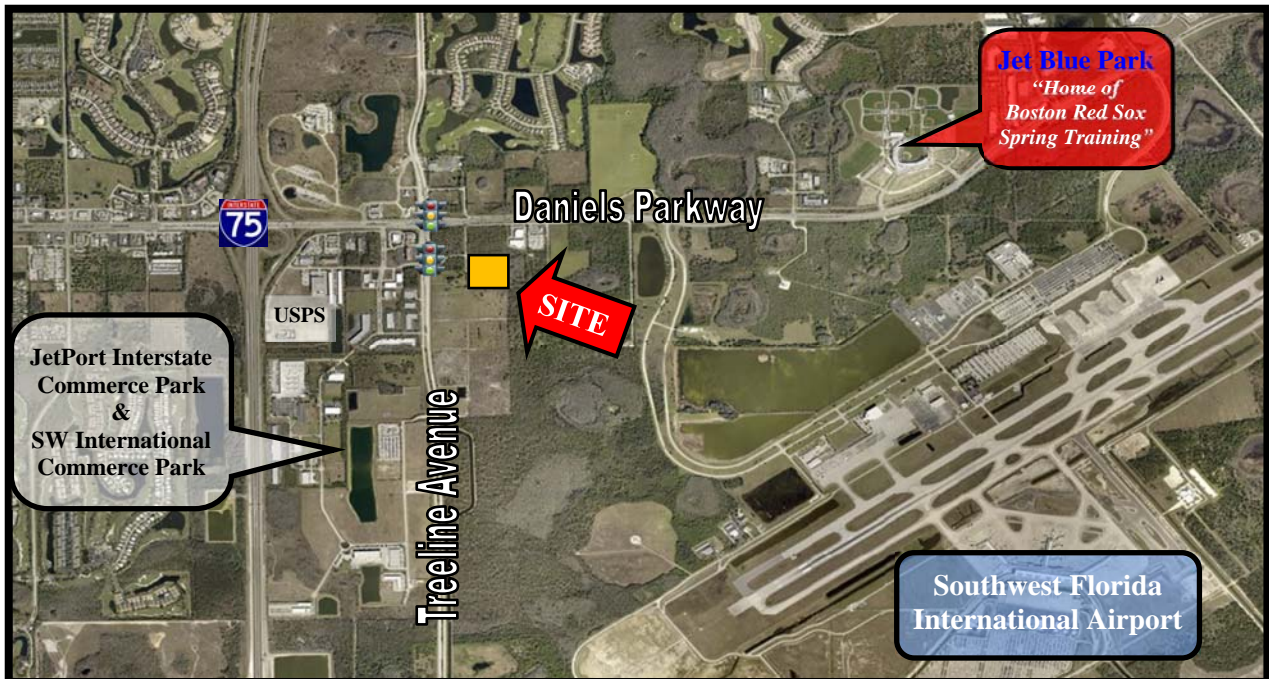 Jet Blue Park
“Home of
Boston Red Sox
Spring Training”
Daniels Parkway
INTERSTATE
75
SITE
USPS
JetPort Interstate
Commerce Park
&
SW International
Commerce Park
Treeline Avenue
Southwest Florida
International Airport